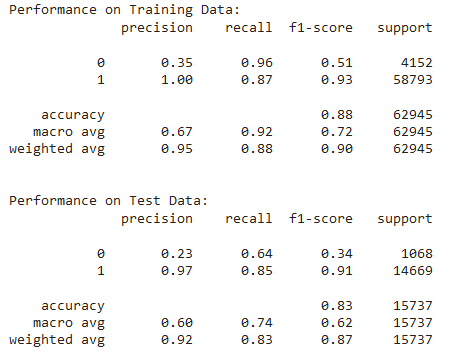 Performance on Training Data:
precision recall f1-score support
0 0.35 0.96 0.51 4152
1 1.00 0.87 0.93 58793
accuracy 0.88 62945
macro avg 0.67 0.92 0.72 62945
weighted avg 0.95 0.88 0.90 62945
Performance on Test Data:
precision recall f1-score support
0 0.23 0.64 0.34 1068
1 0.97 0.85 0.91 14669
accuracy 0.83 15737
macro avg 0.60 0.74 0.62 15737
weighted avg 0.92 0.83 0.87 15737